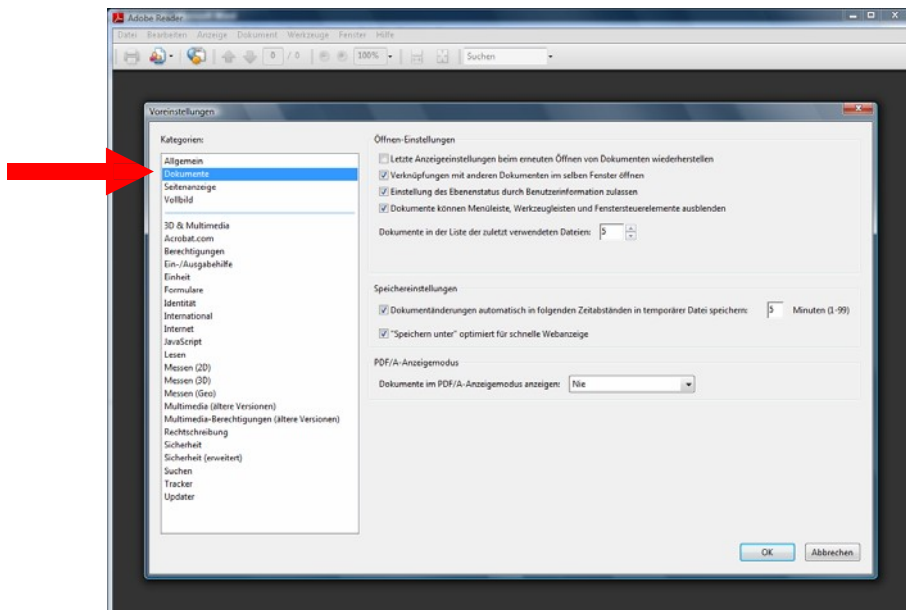 Adobe Reader
Datei Bearbeiten Anzeige Dokument Werkzeuge Fenster Hilfe
0 / 0 100% Suchen
Voreinstellungen
Kategorien:
Allgemein
Dokumente
Seitenanzeige
Vollbild
3D & Multimedia
Acrobat.com
Berechtigungen
Ein-/Ausgabehilfe
Einheit
Formulare
Identität
International
Internet
JavaScript
Lesen
Messen (2D)
Messen (3D)
Messen (Geo)
Multimedia (ältere Versionen)
Multimedia-Berechtigungen (ältere Versionen)
Rechtschreibung
Sicherheit
Sicherheit (erweitert)
Suchen
Tracker
Updater
Öffnen-Einstellungen
Letzte Anzeigeeinstellungen beim erneuten Öffnen von Dokumenten wiederherstellen
Verknüpfungen mit anderen Dokumenten im selben Fenster öffnen
Einstellung des Ebenenstatus durch Benutzerinformation zulassen
Dokumente können Menüleiste, Werkzeugleisten und Fenstersteuerelemente ausblenden
Dokumente in der Liste der zuletzt verwendeten Dateien: 5
Speichereinstellungen
Dokumentänderungen automatisch in folgenden Zeitabständen in temporärer Datei speichern: 5 Minuten (1-99)
"Speichern unter" optimiert für schnelle Webanzeige
PDF/A-Anzeigemodus
Dokumente im PDF/A-Anzeigemodus anzeigen: Nie
OK Abbrechen